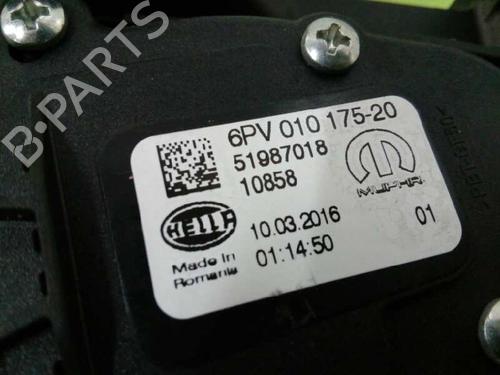 B-PARTS
6PV 010 175-20
51987018
10858
MOPAR
HELLA
10.03.2016
01
Made in
Romania
01:14:50